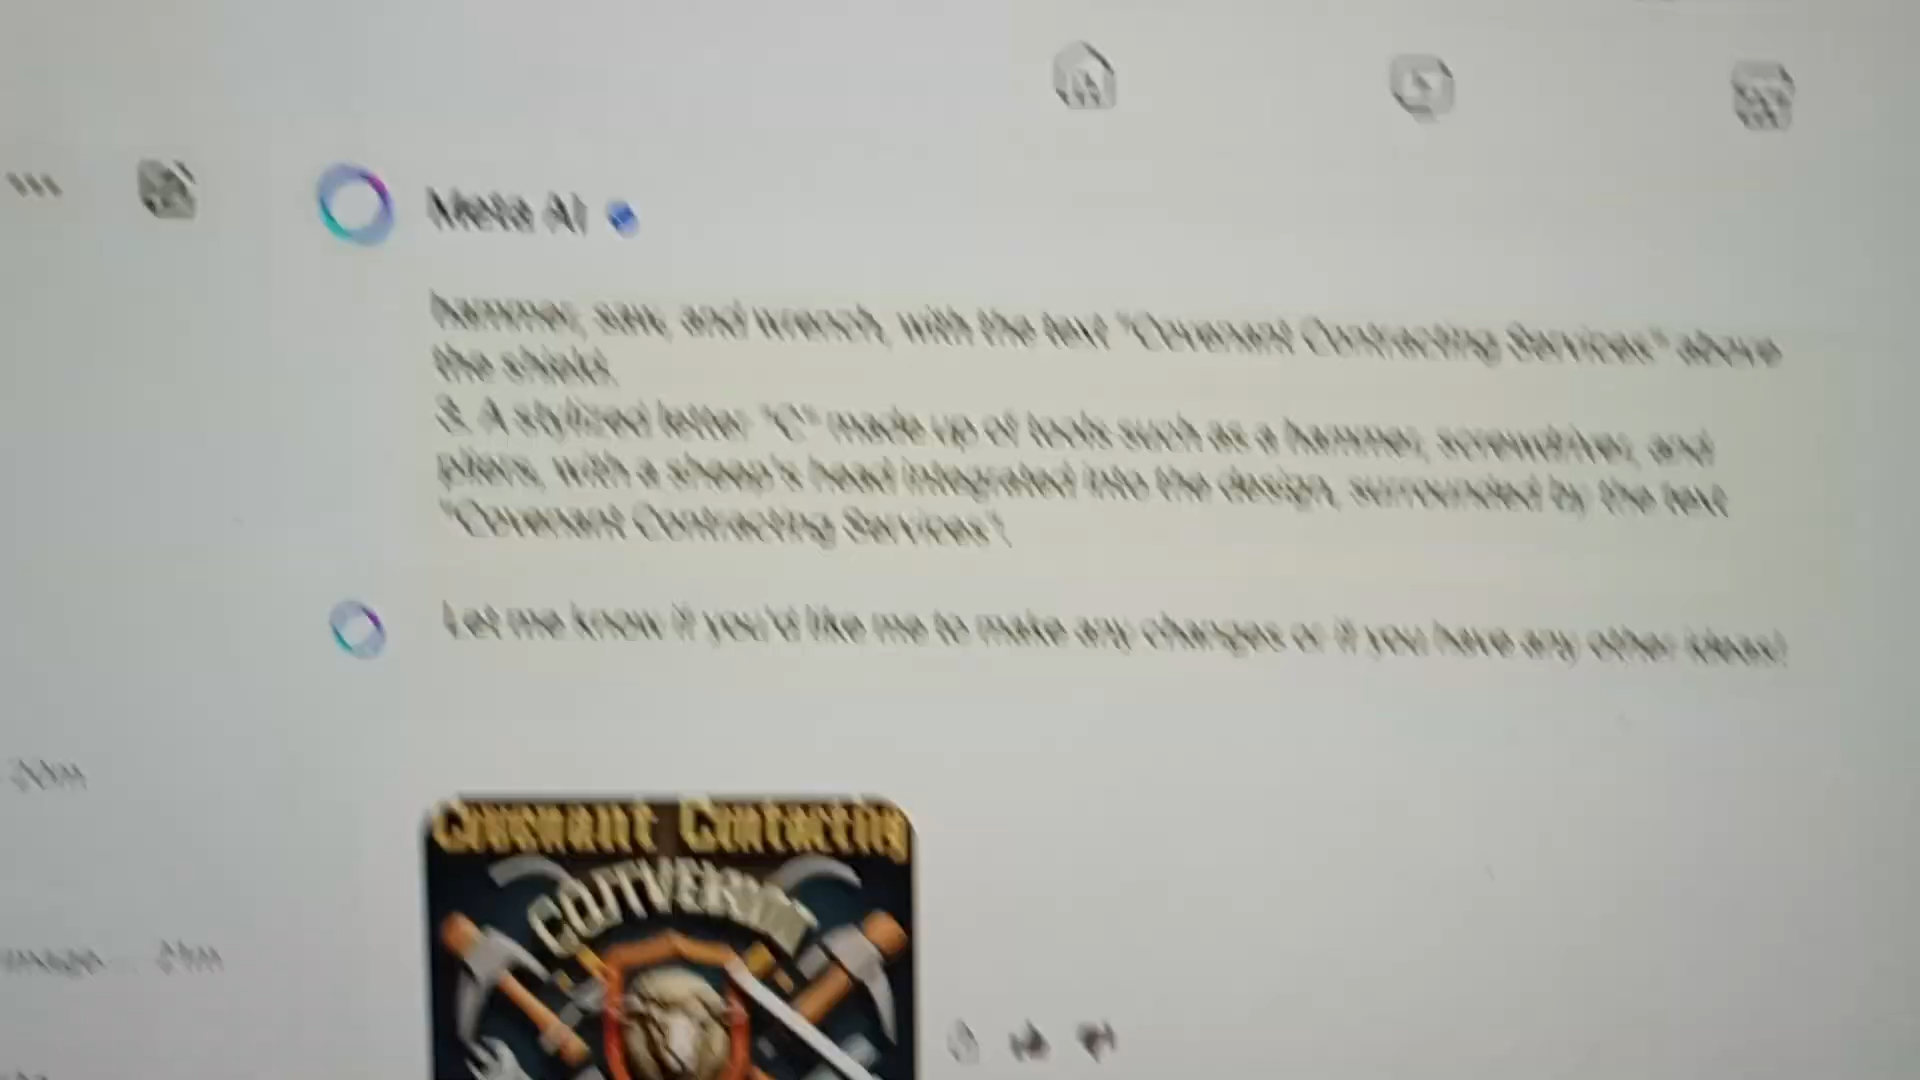 Meta AI
hammer, saw, and wrench, with the text "Covenant Contracting Services" above
the shield.
3. A stylized letter "C" made up of tools such as a hammer, screwdriver, and
pliers, with a sheep's head integrated into the design, surrounded by the text
"Covenant Contracting Services".
Let me know if you'd like me to make any changes or if you have any other ideas!
Covenant